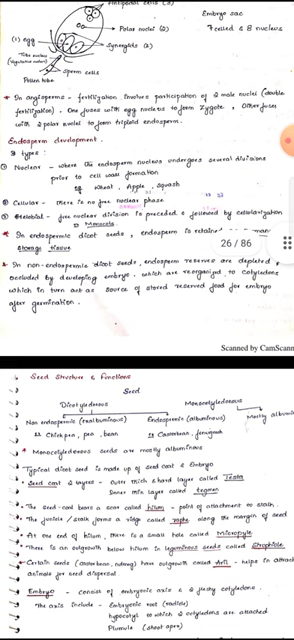 Antipodal cells (3)
Embryo sac
7 celled & 8 nucleus
Polar nuclei (2)
(1) egg
Synergids (2)
Tube nucleus
(Vegetative nucleus)
Sperm cells
Pollen tube
* In angiosperms - fertilization involve participation of 2 male nuclei (double
fertilization). One fuses with egg nucleus to form Zygote, Other fuses
with 2 polar nuclei to form triploid endosperm.
Endosperm development.
3 types:
① Nuclear - where the endosperm nucleus undergoes several divisions
prior to cell wall formation
eg Wheat, Apple, Squash
② Cellular - there is no free nuclear phase
③ Helobial - free nuclear division is preceded & followed by cellularization
Monocots
* In endospermic dicot seeds, endosperm is retained
Storage tissue
26 / 86
* In non-endospermic dicot seeds, endosperm reserves are depleted &
occluded by developing embryo. which are reorganized to cotyledons
which in turn act as source of stored reserved food for embryo
after germination.
Scanned by CamScann
Seed Structure & Functions
Seed
Dicotyledonous
Monocotyledonous
Non endospermic (exalbuminous)
Endospermic (albuminous)
Mostly albumin
Chickpea, pea, bean
Castorbean, fenugreek
* Monocotyledonous seeds are mostly albuminous
Typical dicot seed is made up of seed coat & Embryo
Seed coat 2 layers - outer thick & hard layer called Testa
Inner thin layer called tegmen
* The seed coat bears a scar called hilum - point of attachment to stalk.
* The funicle / stalk forms a ridge called raphe along the margin of seed
* At one end of hilum, there is a small hole called Micropyle
* There is an outgrowth below hilum in leguminous seeds called Strophiole
* Certain seeds (castorbean, nutmeg) have outgrowth called Aril - helps in attract
animals for seed dispersal.
Embryo - consist of embryonic axis & 2 fleshy cotyledons.
The axis include - Embryonic root (radicle)
hypocotyl to which 2 cotyledons are attached
Plumule (shoot apex)